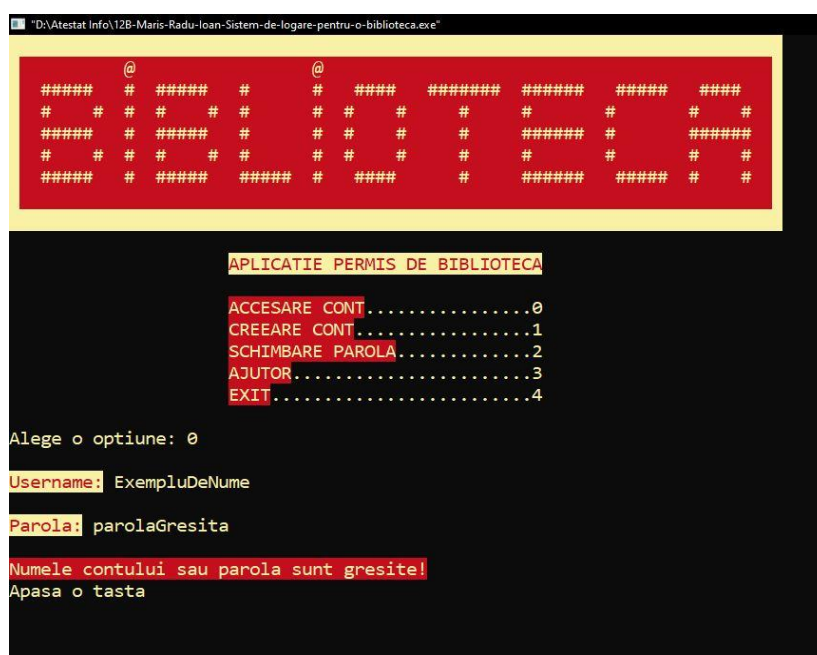 "D:\Atestat Info\12B-Maris-Radu-Ioan-Sistem-de-logare-pentru-o-biblioteca.exe"
BIBLIOTECA
APLICATIE PERMIS DE BIBLIOTECA
ACCESARE CONT................0
CREEARE CONT.................1
SCHIMBARE PAROLA.............2
AJUTOR.......................3
EXIT.........................4
Alege o optiune: 0
Username: ExempluDeNume
Parola: parolaGresita
Numele contului sau parola sunt gresite!
Apasa o tasta